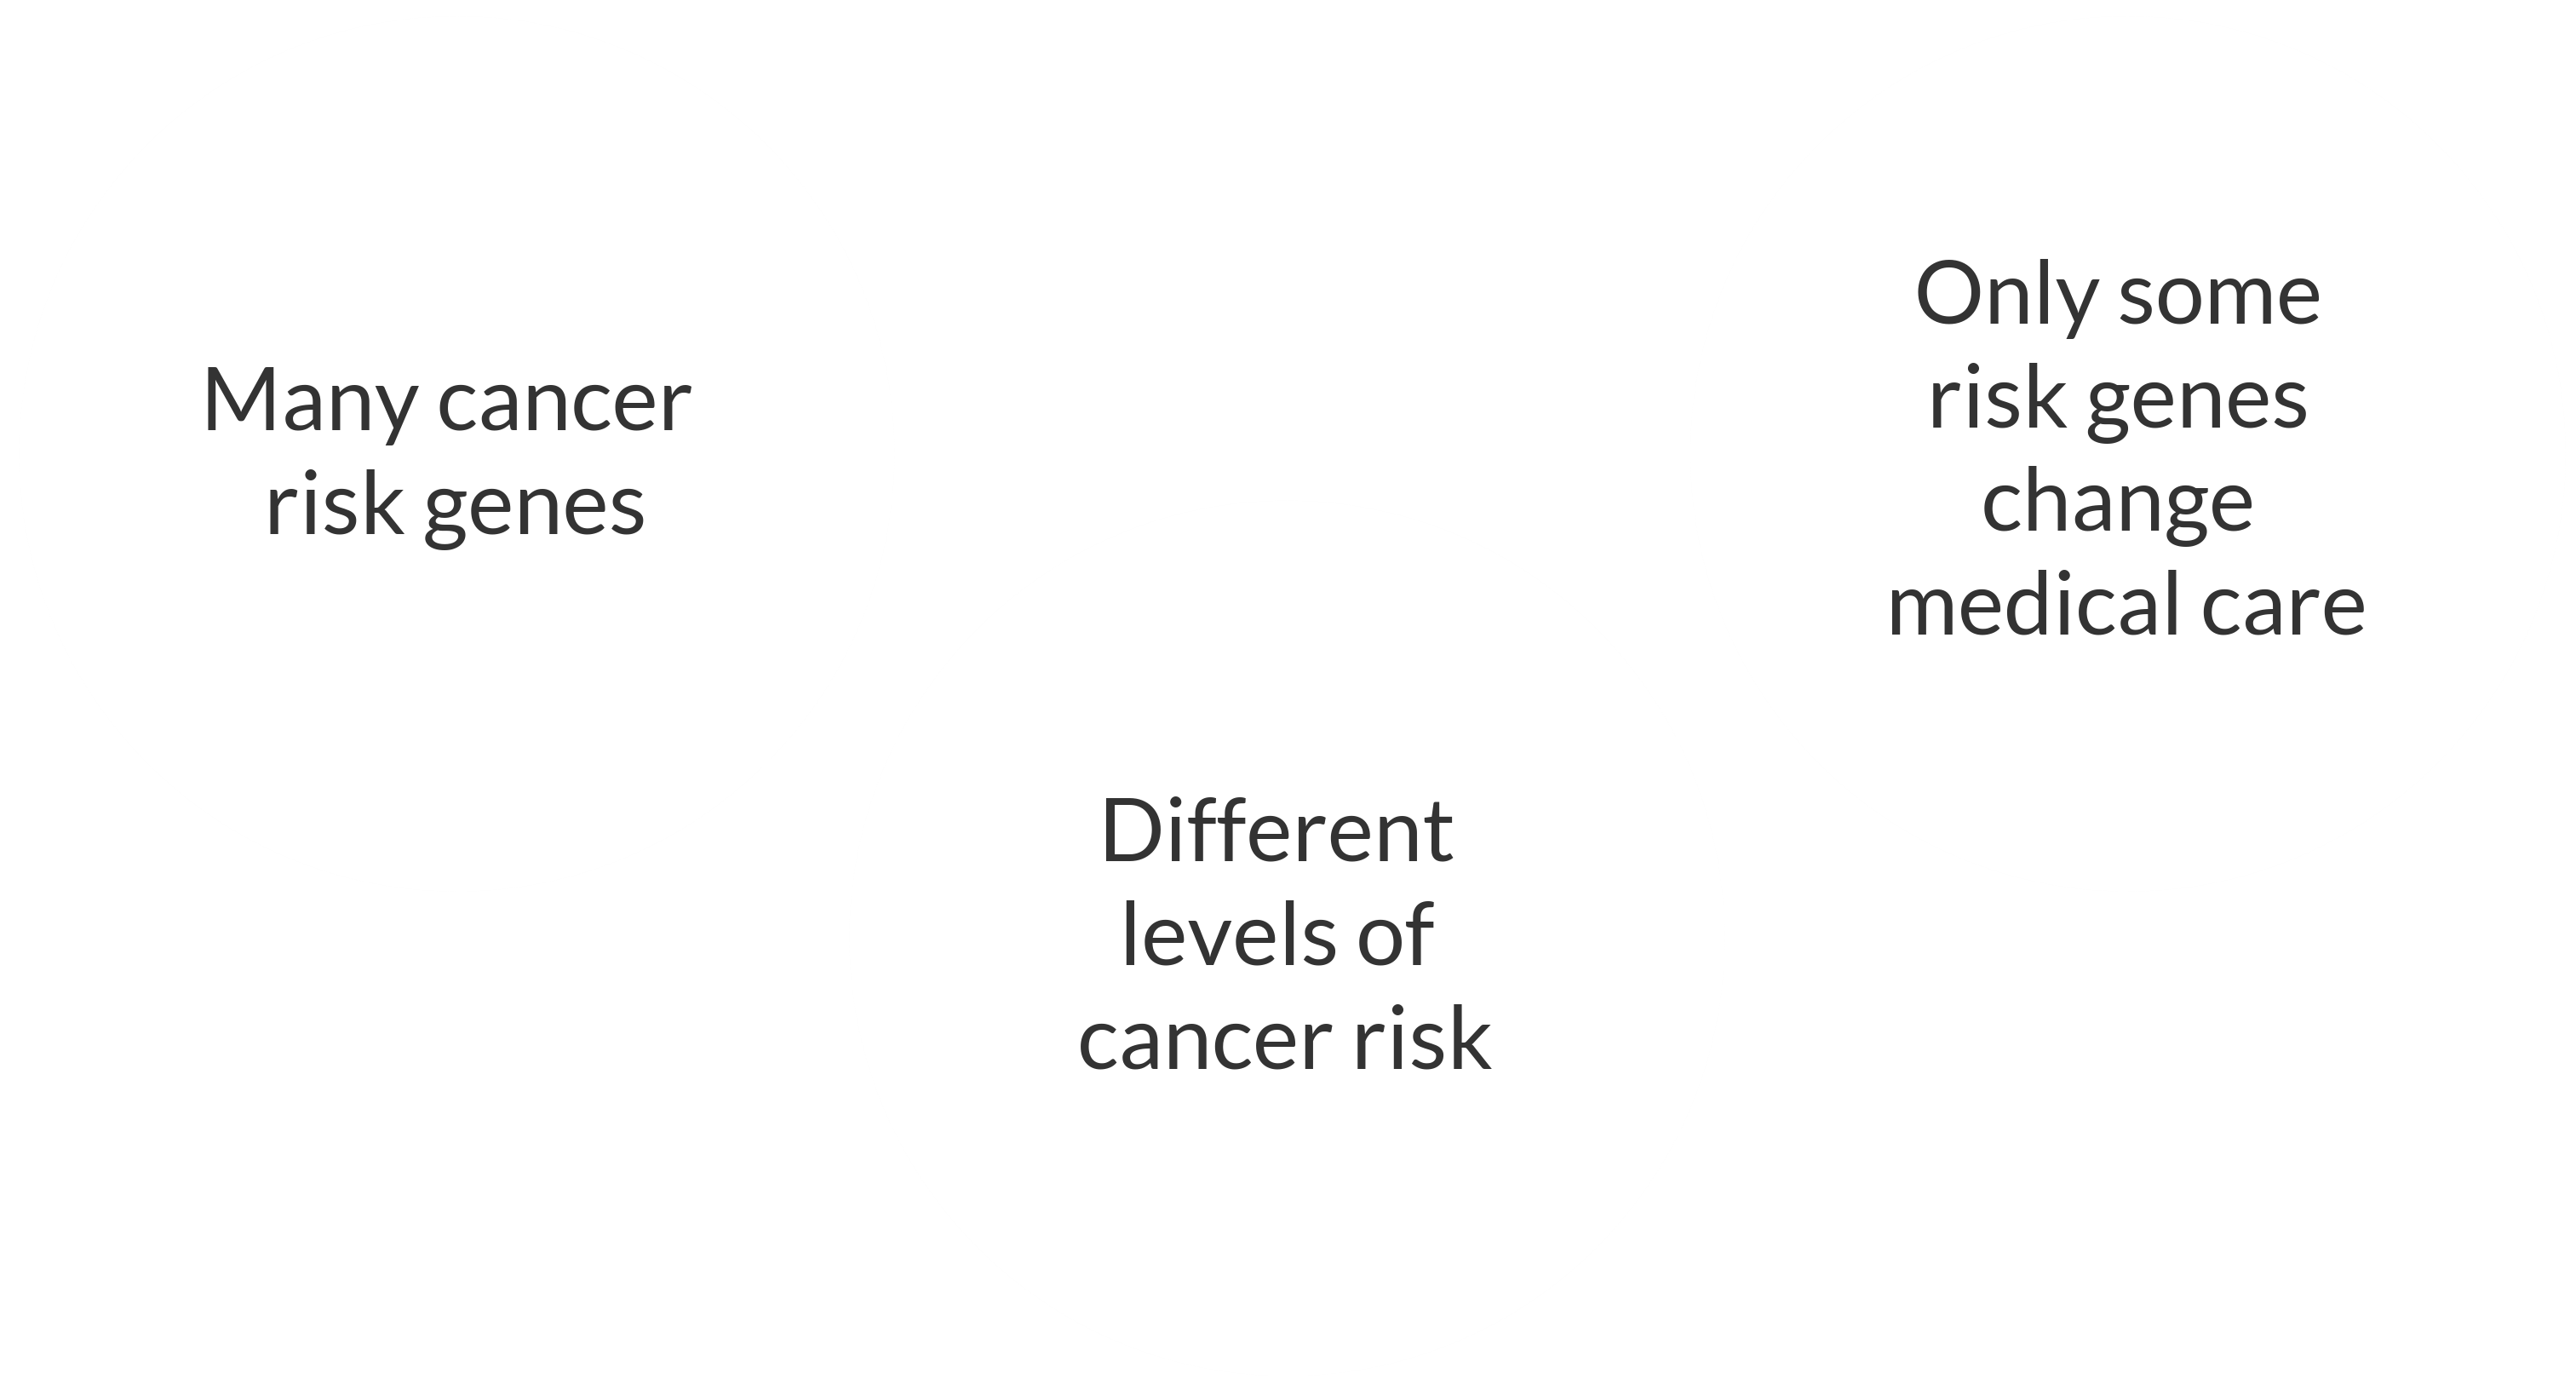 Many cancer
risk genes
Different
levels of
cancer risk
Only some
risk genes
change
medical care